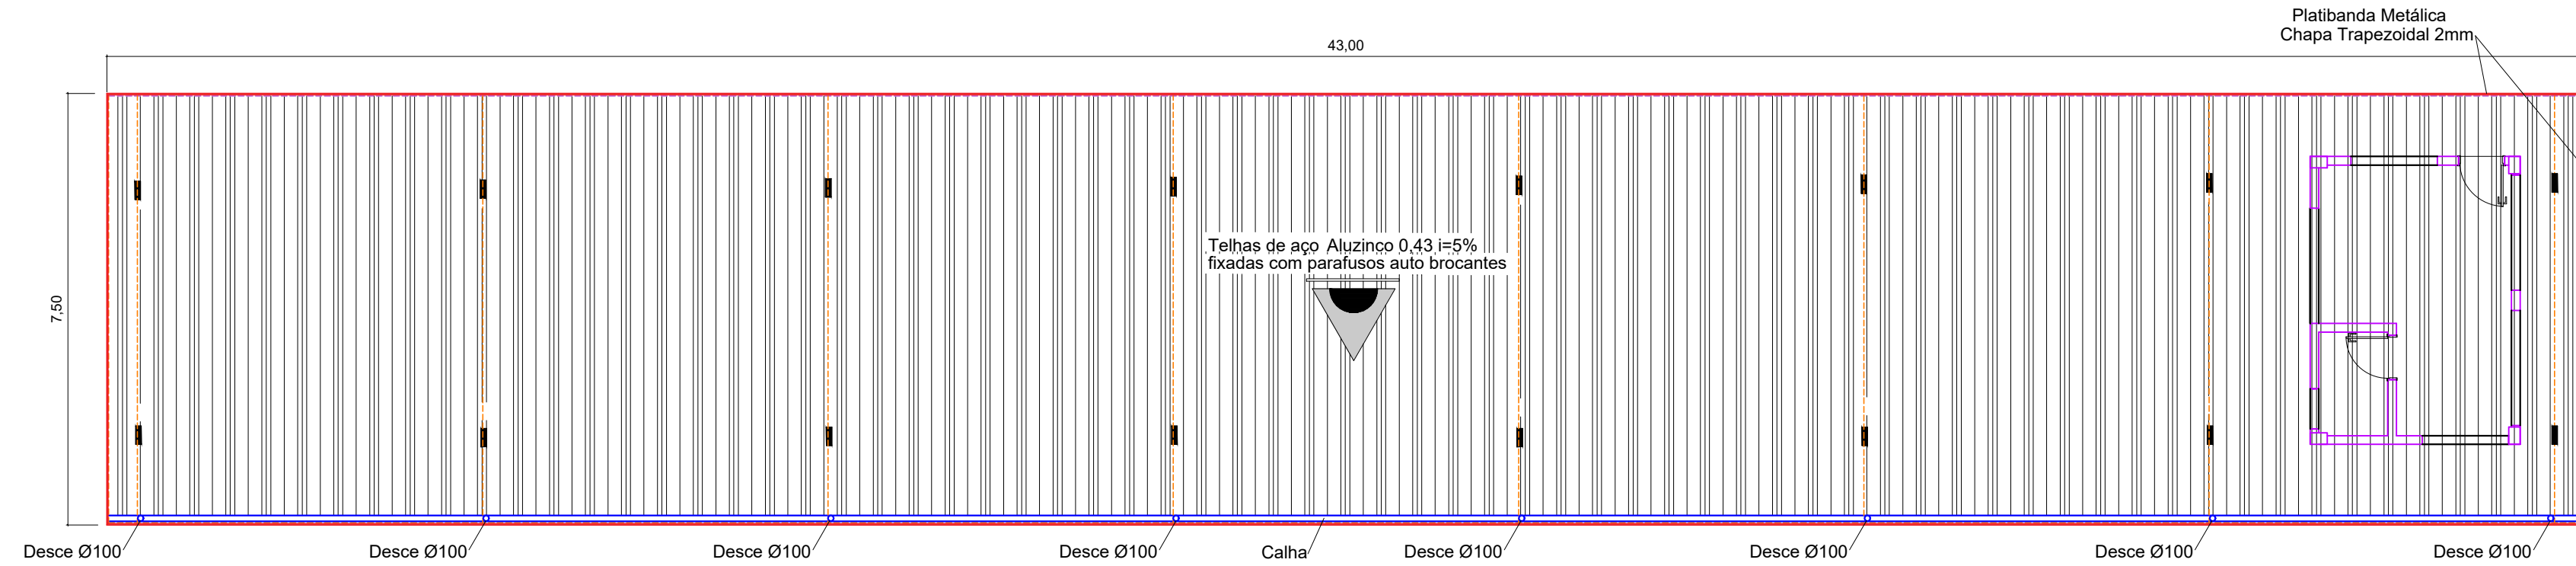 Platibanda Metálica
Chapa Trapezoidal 2mm
43,00
7,50
Telhas de aço Aluzinco 0,43 i=5%
fixadas com parafusos auto brocantes
Desce Ø100
Desce Ø100
Desce Ø100
Desce Ø100
Calha
Desce Ø100
Desce Ø100
Desce Ø100
Desce Ø100